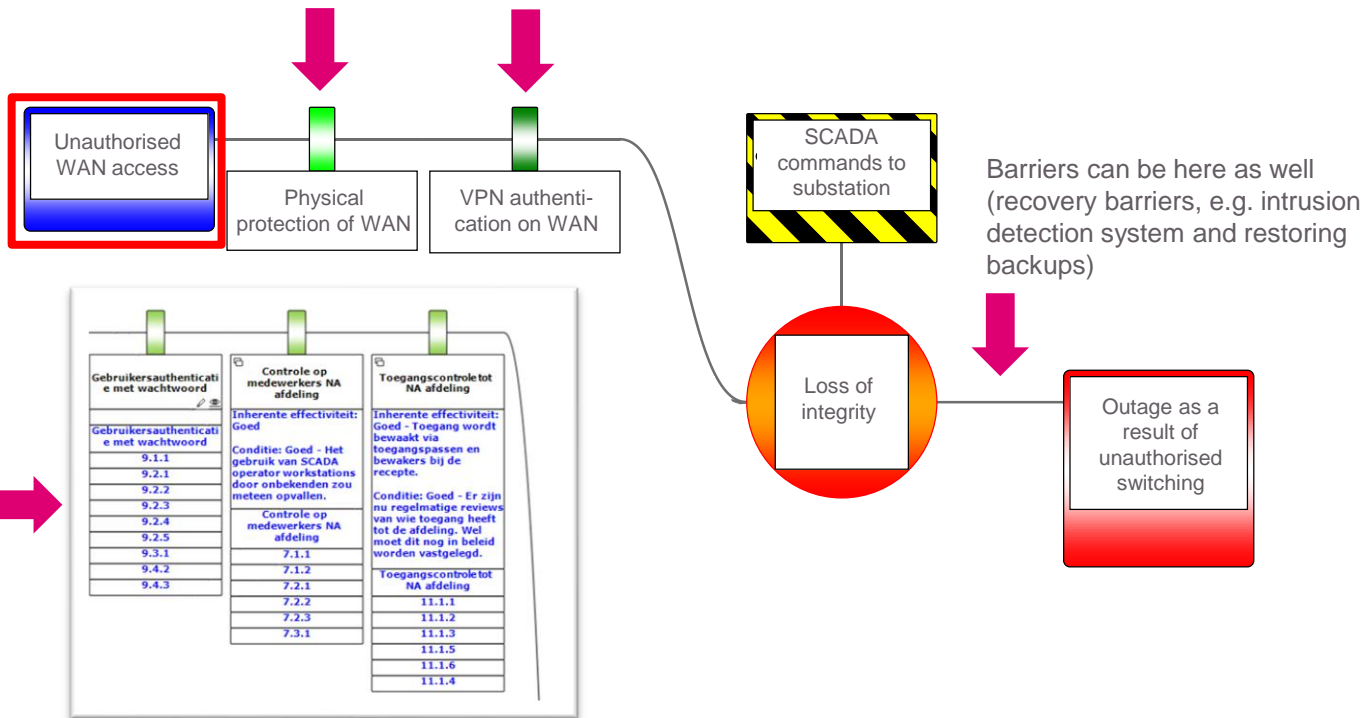 Unauthorised
WAN access
Physical
protection of WAN
VPN authenti-
cation on WAN
SCADA
commands to
substation
Barriers can be here as well
(recovery barriers, e.g. intrusion
detection system and restoring
backups)
Loss of
integrity
Outage as a
result of
unauthorised
switching
Gebruikersauthenticati
e met wachtwoord
Gebruikersauthenticati
e met wachtwoord
9.1.1
9.2.1
9.2.2
9.2.3
9.2.4
9.2.5
9.3.1
9.4.2
9.4.3
Controle op
medewerkers NA
afdeling
Inherente effectiviteit:
Goed
Conditie: Goed - Het
gebruik van SCADA
operator workstations
door onbekenden zou
meteen opvallen.
Controle op
medewerkers NA
afdeling
7.1.1
7.1.2
7.2.1
7.2.2
7.2.3
7.3.1
Toegangscontrole tot
NA afdeling
Inherente effectiviteit:
Goed - Toegang wordt
bewaakt via
toegangspassen en
bewakers bij de
recepte.
Conditie: Goed - Er zijn
nu regelmatige reviews
van wie toegang heeft
tot de afdeling. Wel
moet dit nog in beleid
worden vastgelegd.
Toegangscontrole tot
NA afdeling
11.1.1
11.1.2
11.1.3
11.1.5
11.1.6
11.1.4